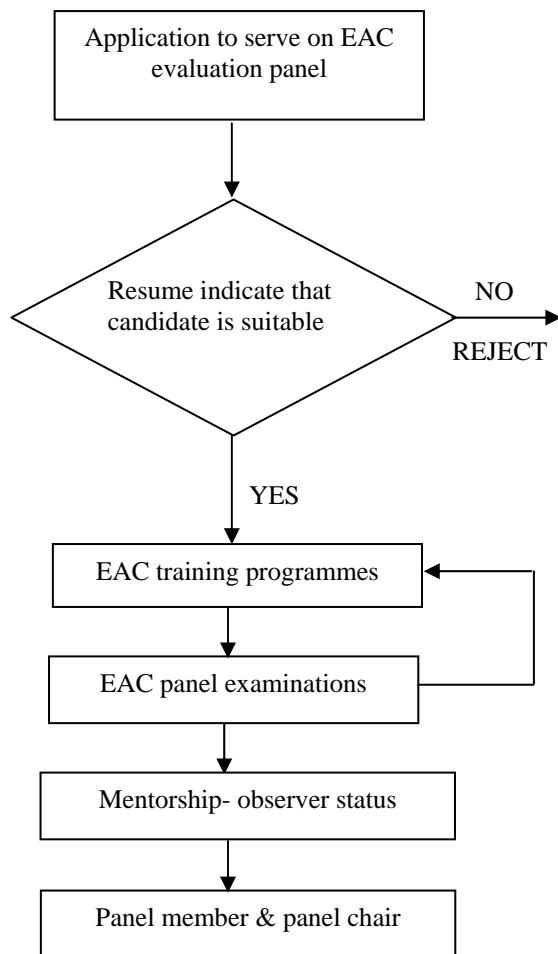 Application to serve on EAC
evaluation panel
Resume indicate that
candidate is suitable
NO
REJECT
YES
EAC training programmes
EAC panel examinations
Mentorship- observer status
Panel member & panel chair